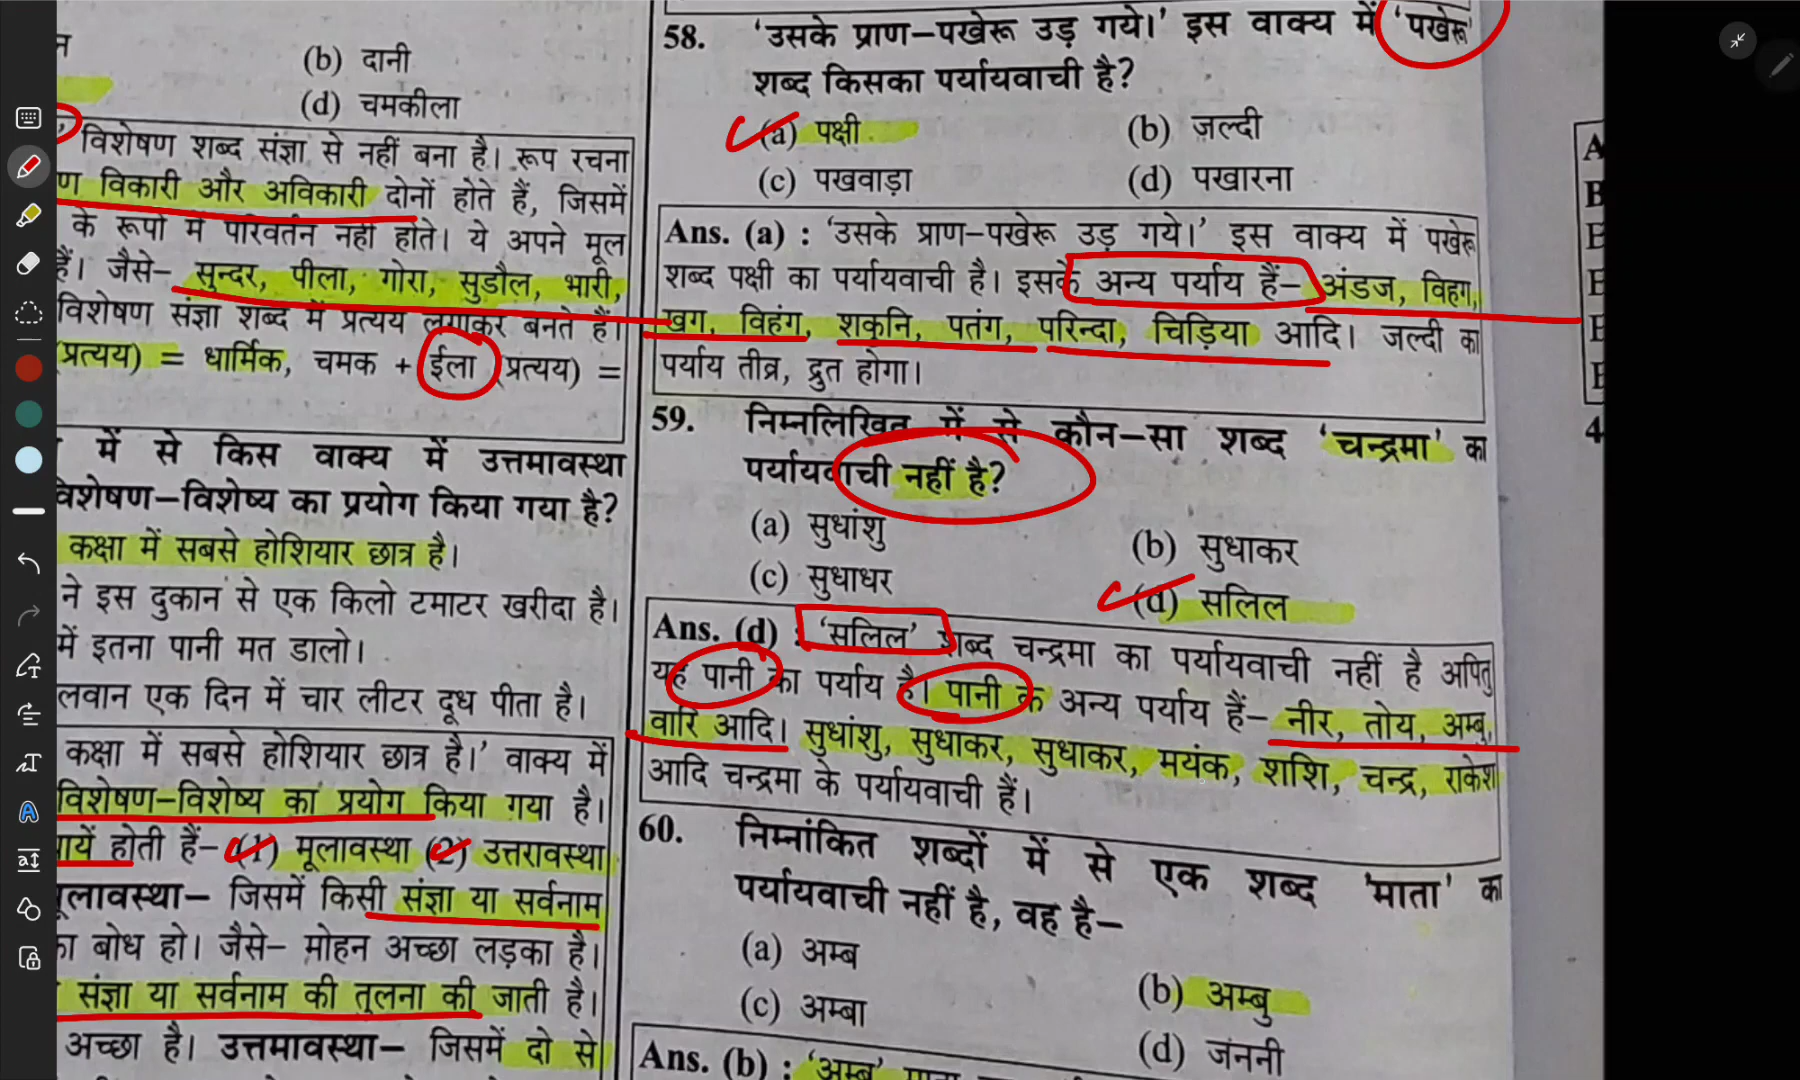 (b) दानी
(d) चमकीला
विशेषण शब्द संज्ञा से नहीं बना है। रूप रचना
ण विकारी और अविकारी दोनों होते हैं, जिसमें
के रूपों में परिवर्तन नहीं होते। ये अपने मूल
हैं। जैसे– सुन्दर, पीला, गोरा, सुडौल, भारी,
विशेषण संज्ञा शब्द में प्रत्यय लगाकर बनते हैं।
(प्रत्यय) = धार्मिक, चमक + ईला (प्रत्यय) =
में से किस वाक्य में उत्तमावस्था
विशेषण–विशेष्य का प्रयोग किया गया है?
कक्षा में सबसे होशियार छात्र है।
ने इस दुकान से एक किलो टमाटर खरीदा है।
में इतना पानी मत डालो।
लवान एक दिन में चार लीटर दूध पीता है।
कक्षा में सबसे होशियार छात्र है।' वाक्य में
विशेषण–विशेष्य का प्रयोग किया गया है।
होती हैं– (1) मूलावस्था (2) उत्तरावस्था
मूलावस्था– जिसमें किसी संज्ञा या सर्वनाम
का बोध हो। जैसे– मोहन अच्छा लड़का है।
संज्ञा या सर्वनाम की तुलना की जाती है।
अच्छा है। उत्तमावस्था– जिसमें दो से
58. 'उसके प्राण–पखेरू उड़ गये।' इस वाक्य में 'पखेरू'
शब्द किसका पर्यायवाची है?
(a) पक्षी (b) ज़ल्दी
(c) पखवाड़ा (d) पखारना
Ans. (a) : 'उसके प्राण–पखेरू उड़ गये।' इस वाक्य में पखेरू
शब्द पक्षी का पर्यायवाची है। इसके अन्य पर्याय हैं– अंडज, विहग,
खग, विहंग, शकुनि, पतंग, परिन्दा, चिड़िया आदि। जल्दी का
पर्याय तीव्र, द्रुत होगा।
59. निम्नलिखित में से कौन–सा शब्द 'चन्द्रमा' का
पर्यायवाची नहीं है?
(a) सुधांशु (b) सुधाकर
(c) सुधाधर (d) सलिल
Ans. (d) : 'सलिल' शब्द चन्द्रमा का पर्यायवाची नहीं है अपितु
यह पानी का पर्याय है। पानी के अन्य पर्याय हैं– नीर, तोय, अम्बु,
वारि आदि। सुधांशु, सुधाकर, सुधाकर, मयंक, शशि, चन्द्र, राकेश
आदि चन्द्रमा के पर्यायवाची हैं।
60. निम्नांकित शब्दों में से एक शब्द 'माता' का
पर्यायवाची नहीं है, वह है–
(a) अम्ब (b) अम्बु
(c) अम्बा (d) जननी
Ans. (b) :